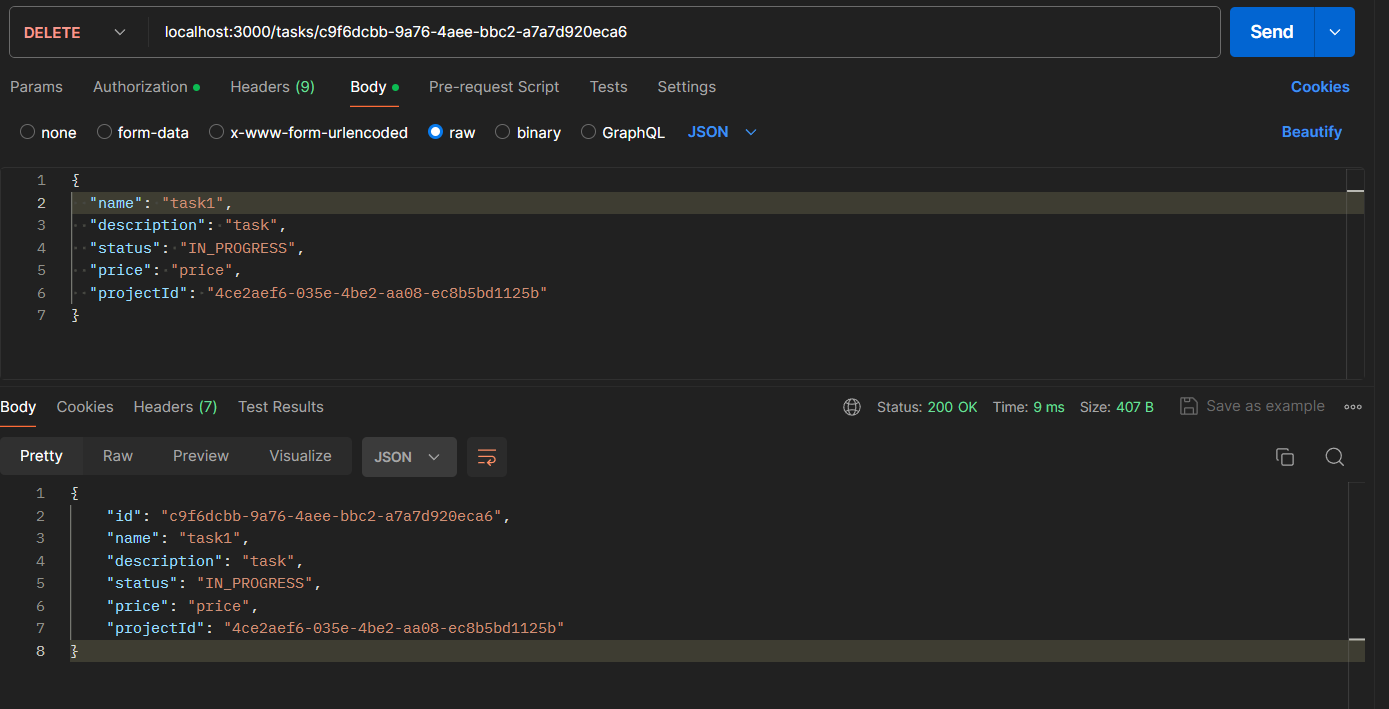 DELETE localhost:3000/tasks/c9f6dcbb-9a76-4aee-bbc2-a7a7d920eca6 Send
Params Authorization Headers (9) Body Pre-request Script Tests Settings Cookies
none form-data x-www-form-urlencoded raw binary GraphQL JSON Beautify
1 {
2 "name": "task1",
3 "description": "task",
4 "status": "IN_PROGRESS",
5 "price": "price",
6 "projectId": "4ce2aef6-035e-4be2-aa08-ec8b5bd1125b"
7 }
Body Cookies Headers (7) Test Results Status: 200 OK Time: 9 ms Size: 407 B Save as example
Pretty Raw Preview Visualize JSON
1 {
2 "id": "c9f6dcbb-9a76-4aee-bbc2-a7a7d920eca6",
3 "name": "task1",
4 "description": "task",
5 "status": "IN_PROGRESS",
6 "price": "price",
7 "projectId": "4ce2aef6-035e-4be2-aa08-ec8b5bd1125b"
8 }